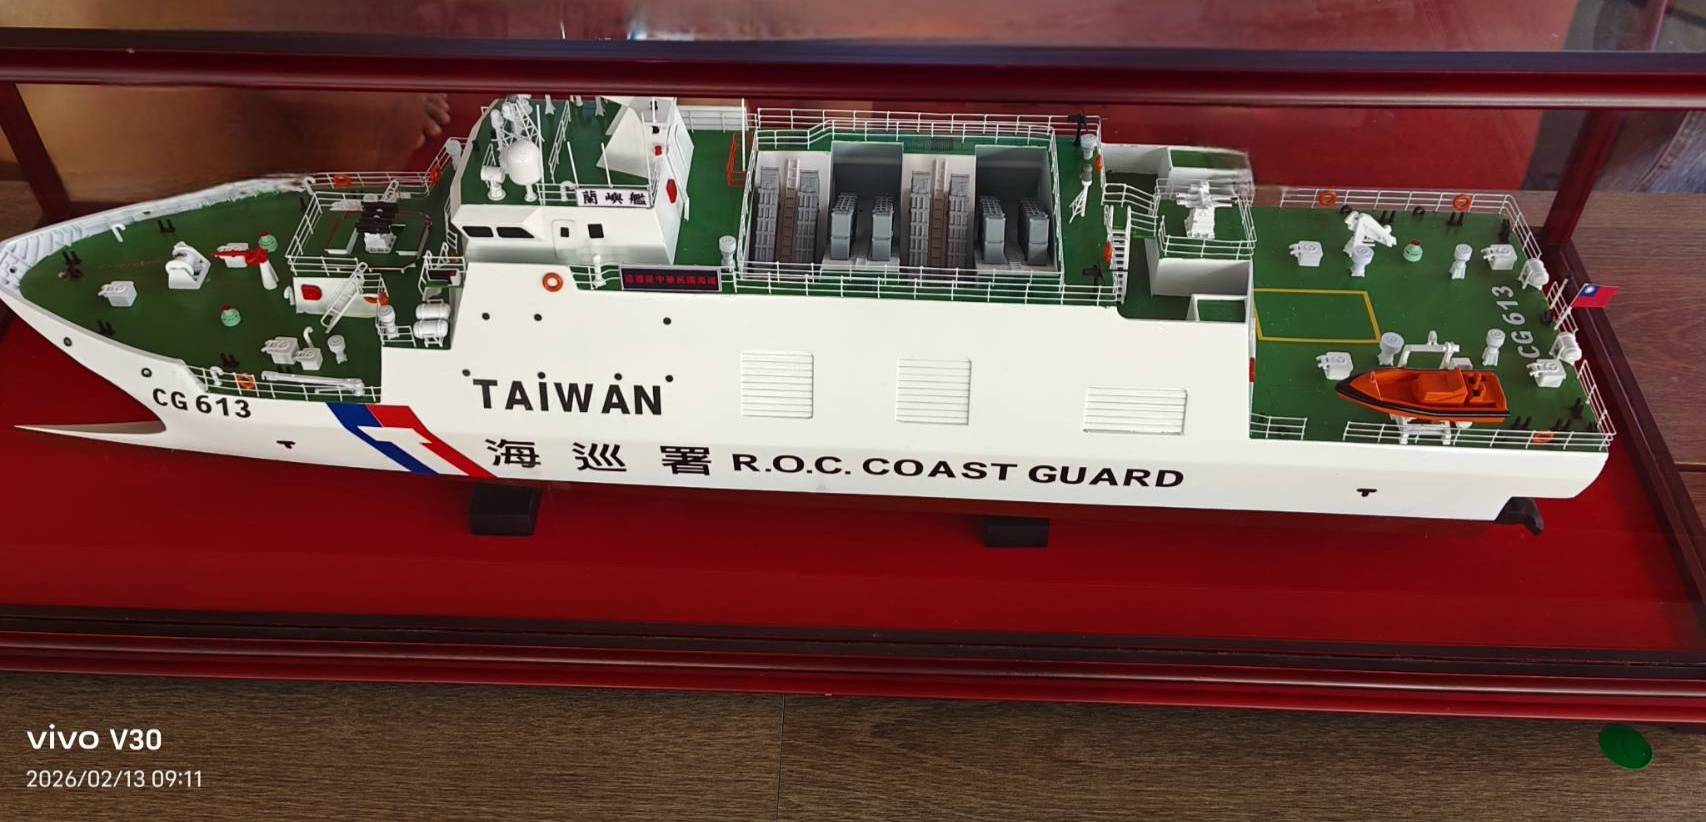 蘭嶼艦
CG 613
TAIWAN
海巡署 R.O.C. COAST GUARD
CG 613
vivo V30
2026/02/13 09:11